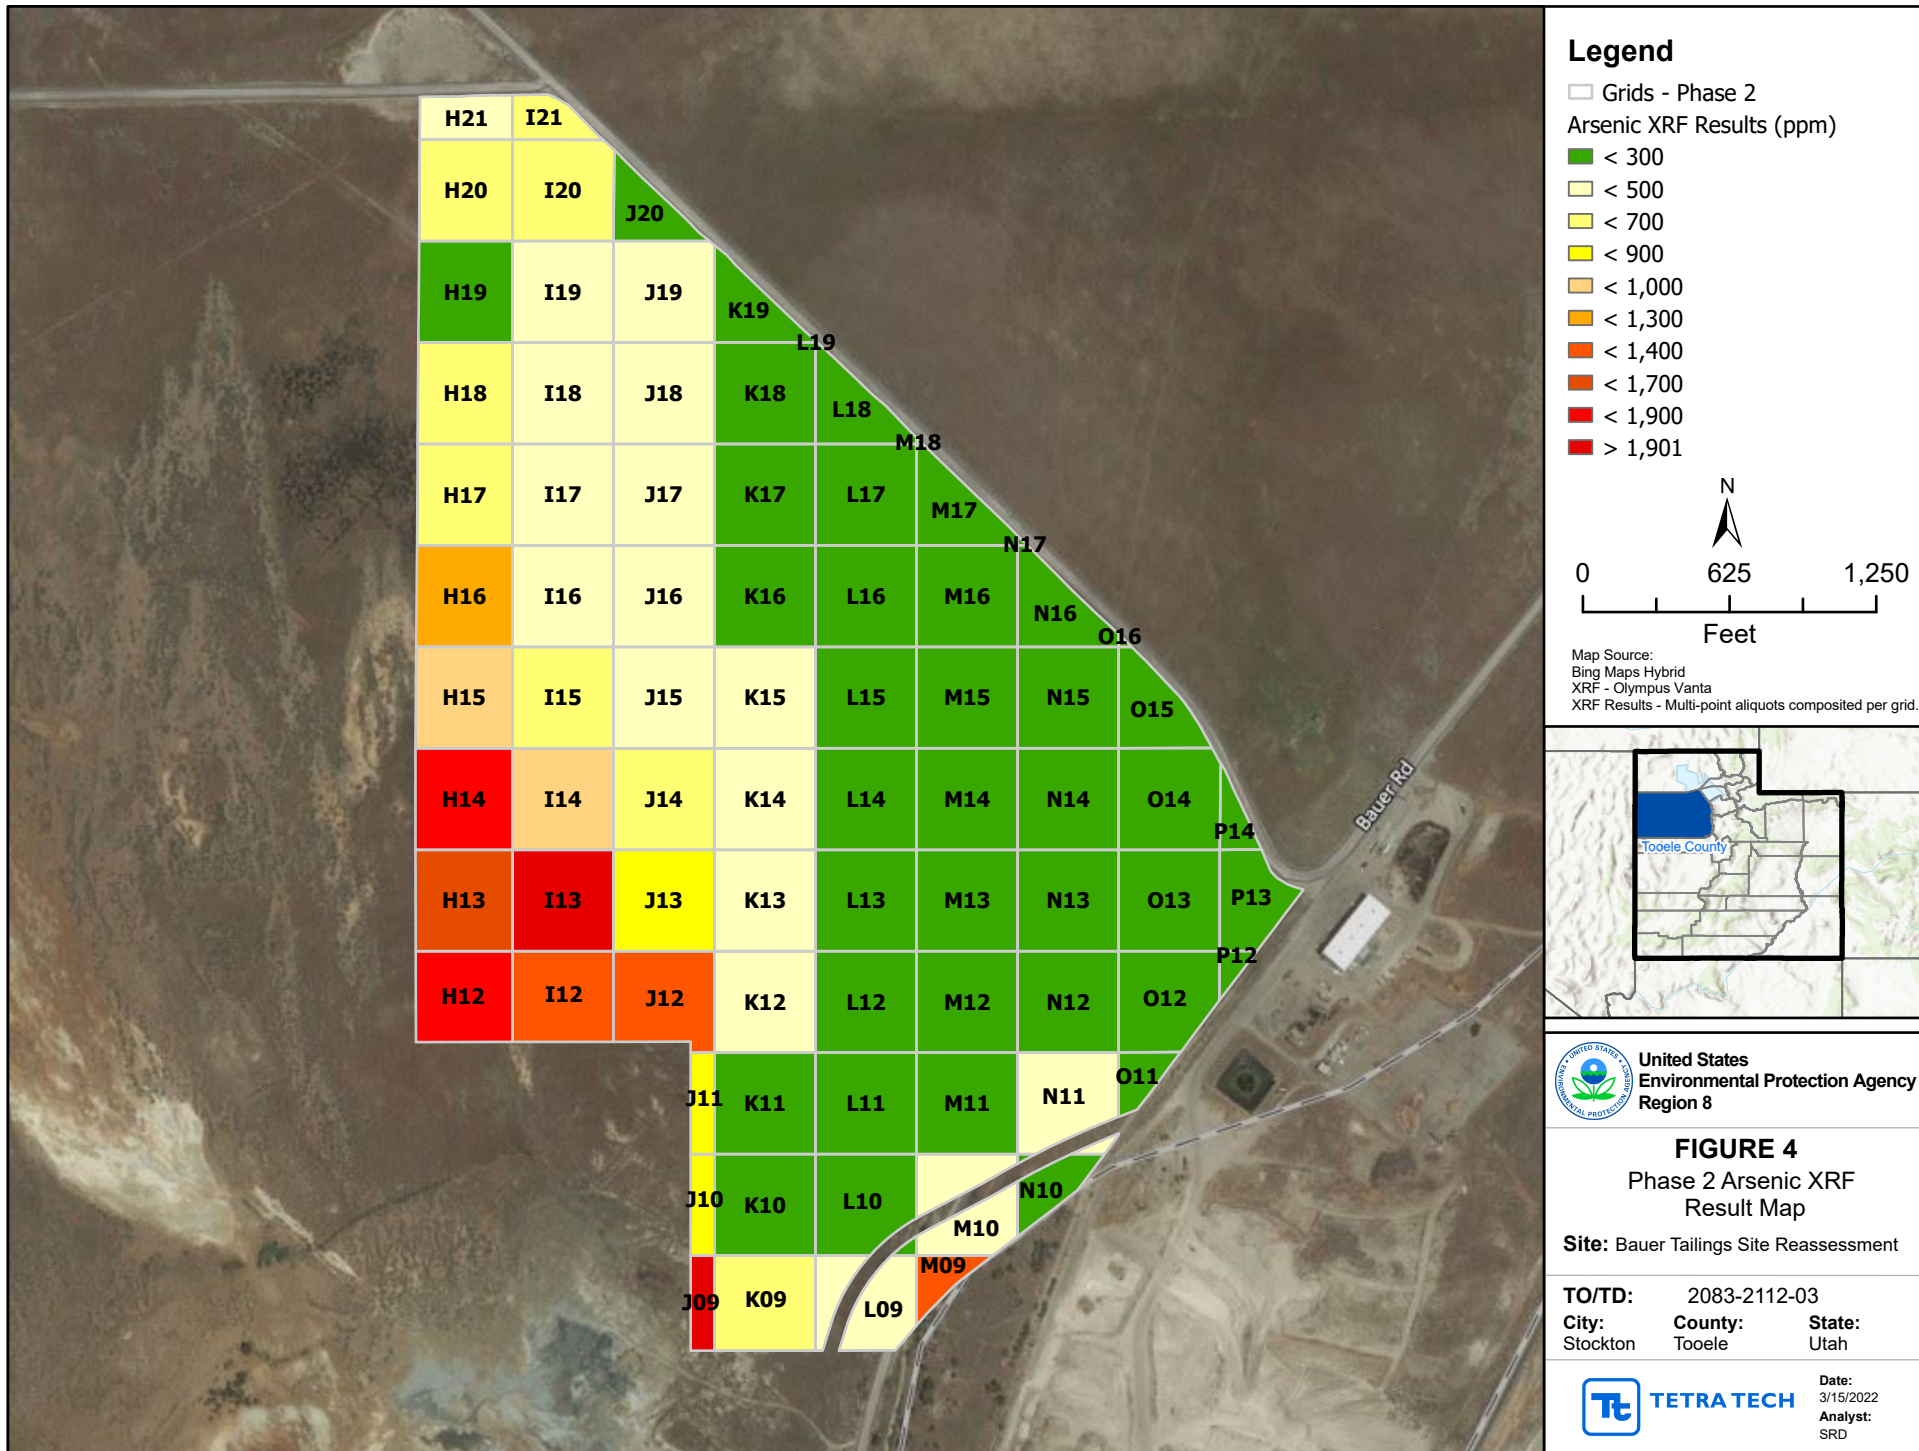 H21 I21
H20 I20 J20
H19 I19 J19 K19
L19
H18 I18 J18 K18 L18
M18
H17 I17 J17 K17 L17 M17
N17
H16 I16 J16 K16 L16 M16 N16
O16
H15 I15 J15 K15 L15 M15 N15 O15
H14 I14 J14 K14 L14 M14 N14 O14
P14
H13 I13 J13 K13 L13 M13 N13 O13 P13
P12
H12 I12 J12 K12 L12 M12 N12 O12
J11 K11 L11 M11 N11 O11
J10 K10 L10 M10 N10
J09 K09 L09 M09
Bauer Rd
Legend
Grids - Phase 2
Arsenic XRF Results (ppm)
< 300
< 500
< 700
< 900
< 1,000
< 1,300
< 1,400
< 1,700
< 1,900
> 1,901
N
0 625 1,250
Feet
Map Source:
Bing Maps Hybrid
XRF - Olympus Vanta
XRF Results - Multi-point aliquots composited per grid.
Tooele County
UNITED STATES
ENVIRONMENTAL PROTECTION AGENCY
United States
Environmental Protection Agency
Region 8
FIGURE 4
Phase 2 Arsenic XRF
Result Map
Site: Bauer Tailings Site Reassessment
TO/TD: 2083-2112-03
City: County: State:
Stockton Tooele Utah
Tt TETRA TECH
Date:
3/15/2022
Analyst:
SRD